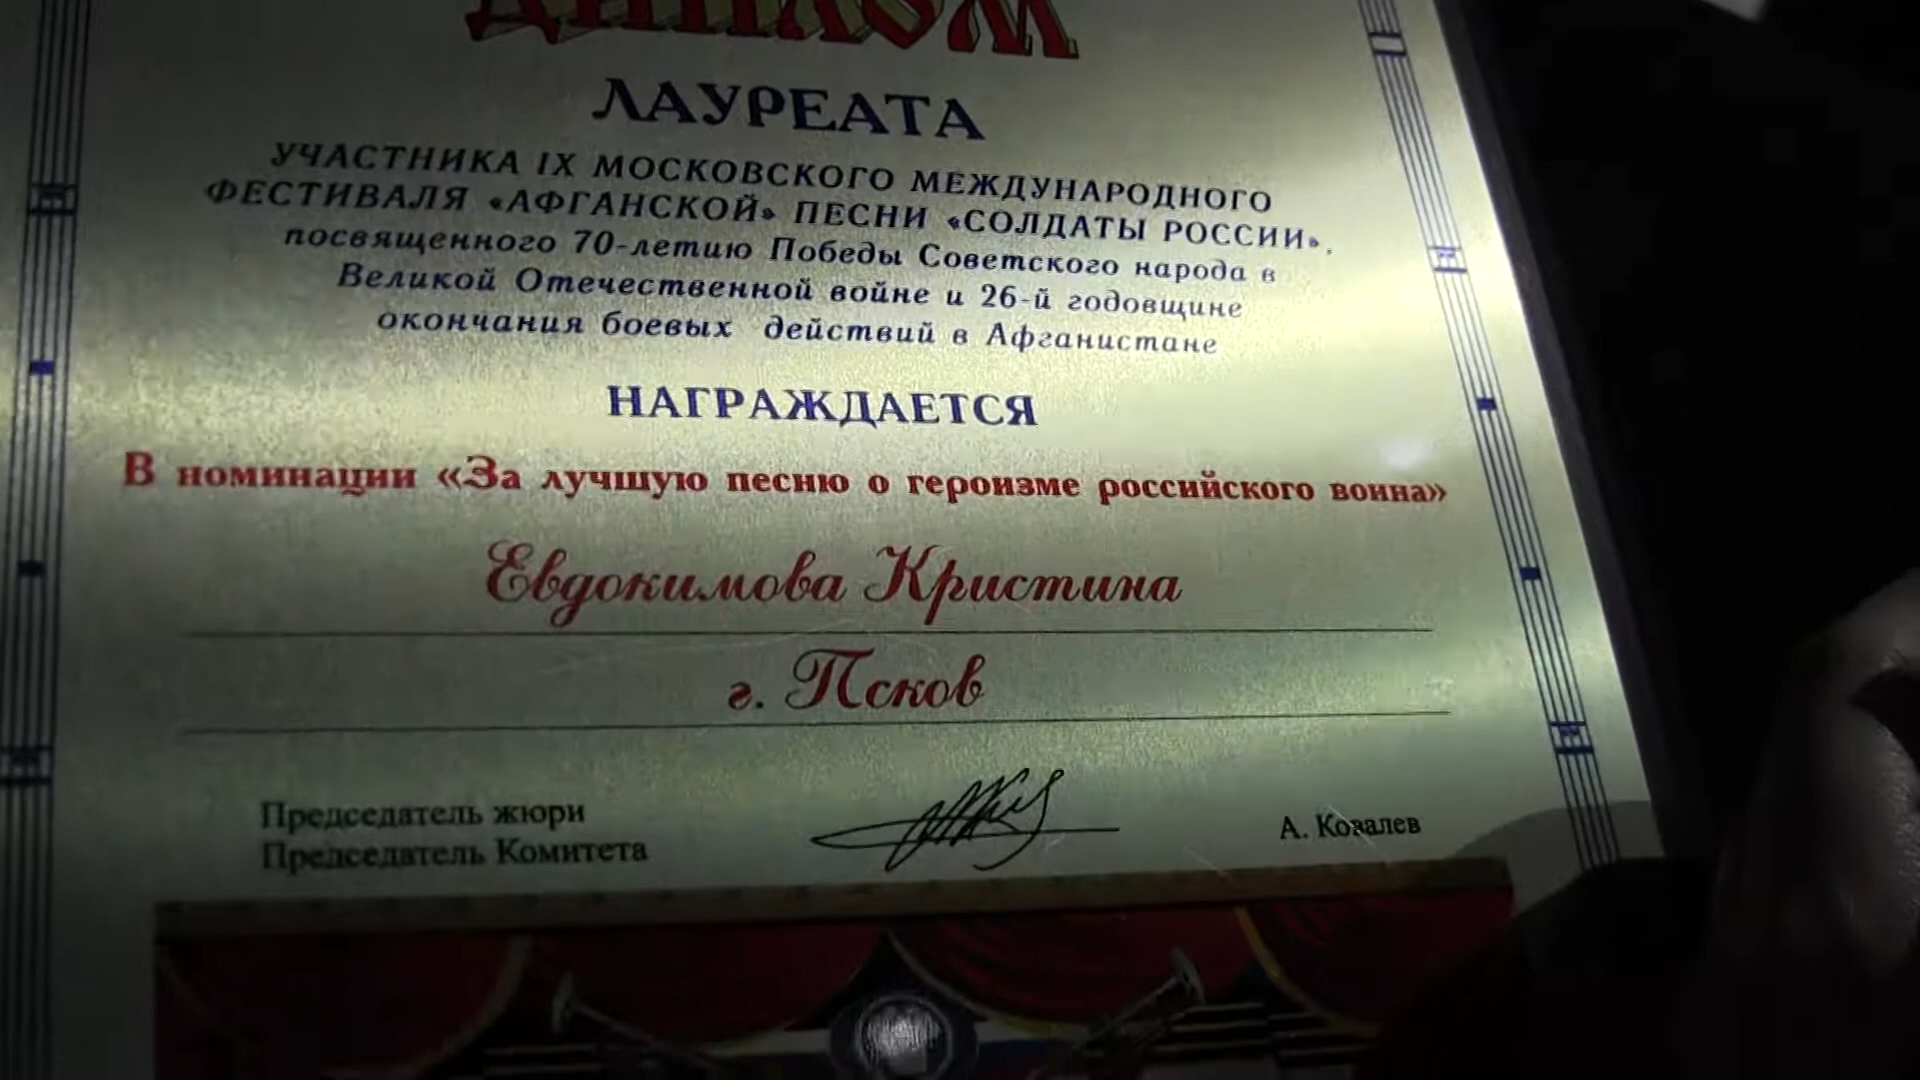 ДИПЛОМ
ЛАУРЕАТА
УЧАСТНИКА IX МОСКОВСКОГО МЕЖДУНАРОДНОГО
ФЕСТИВАЛЯ «АФГАНСКОЙ» ПЕСНИ «СОЛДАТЫ РОССИИ»,
посвященного 70-летию Победы Советского народа в
Великой Отечественной войне и 26-й годовщине
окончания боевых действий в Афганистане
НАГРАЖДАЕТСЯ
В номинации «За лучшую песню о героизме российского воина»
Евдокимова Кристина
г. Псков
Председатель жюри
Председатель Комитета
А. Ковалев